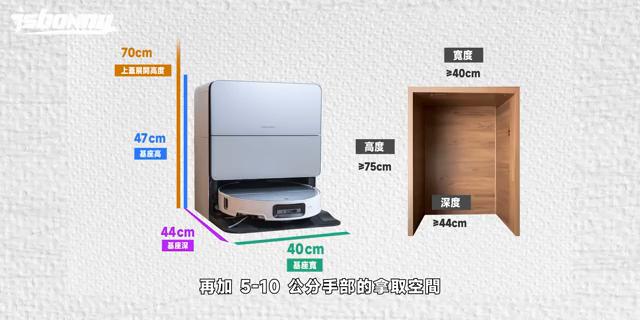 isbonny
70cm
上蓋展開高度
47cm
基座高
44cm
基座深
40cm
基座寬
寬度
≥40cm
高度
≥75cm
深度
≥44cm
再加 5-10 公分手部的拿取空間